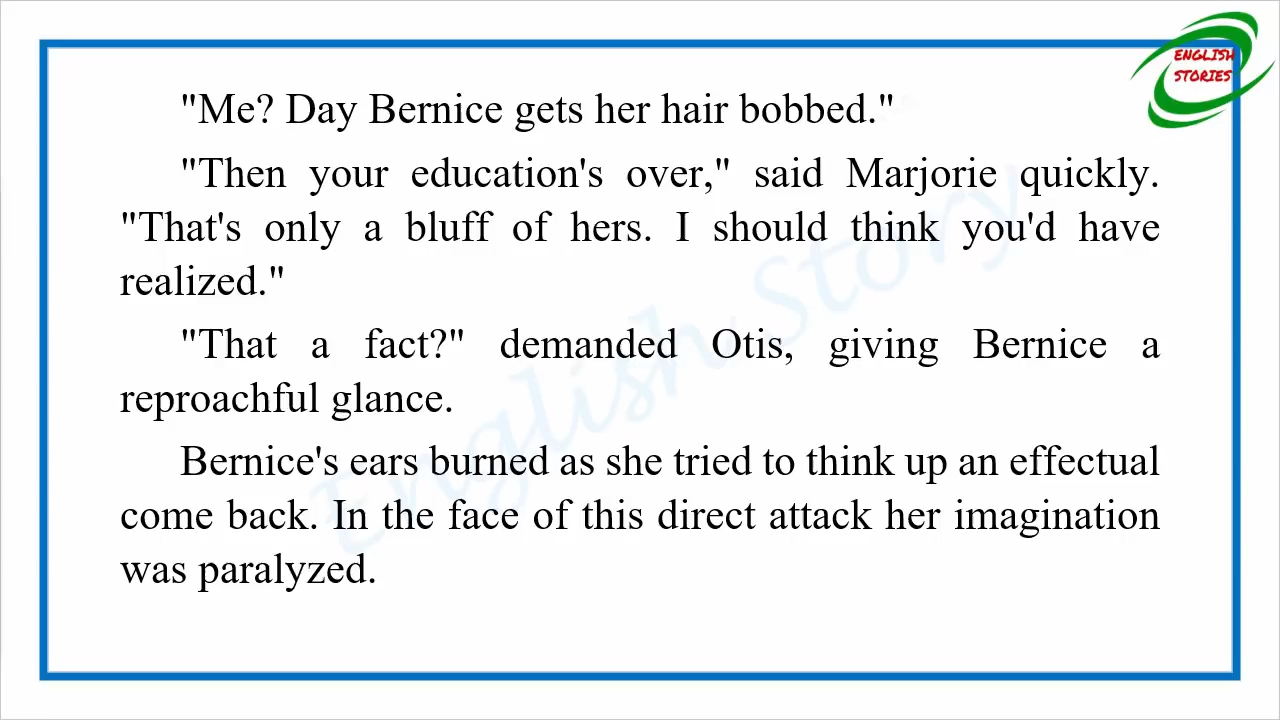 ENGLISH
STORIES
"Me? Day Bernice gets her hair bobbed."
"Then your education's over," said Marjorie quickly.
"That's only a bluff of hers. I should think you'd have
realized."
"That a fact?" demanded Otis, giving Bernice a
reproachful glance.
Bernice's ears burned as she tried to think up an effectual
come back. In the face of this direct attack her imagination
was paralyzed.
English Story